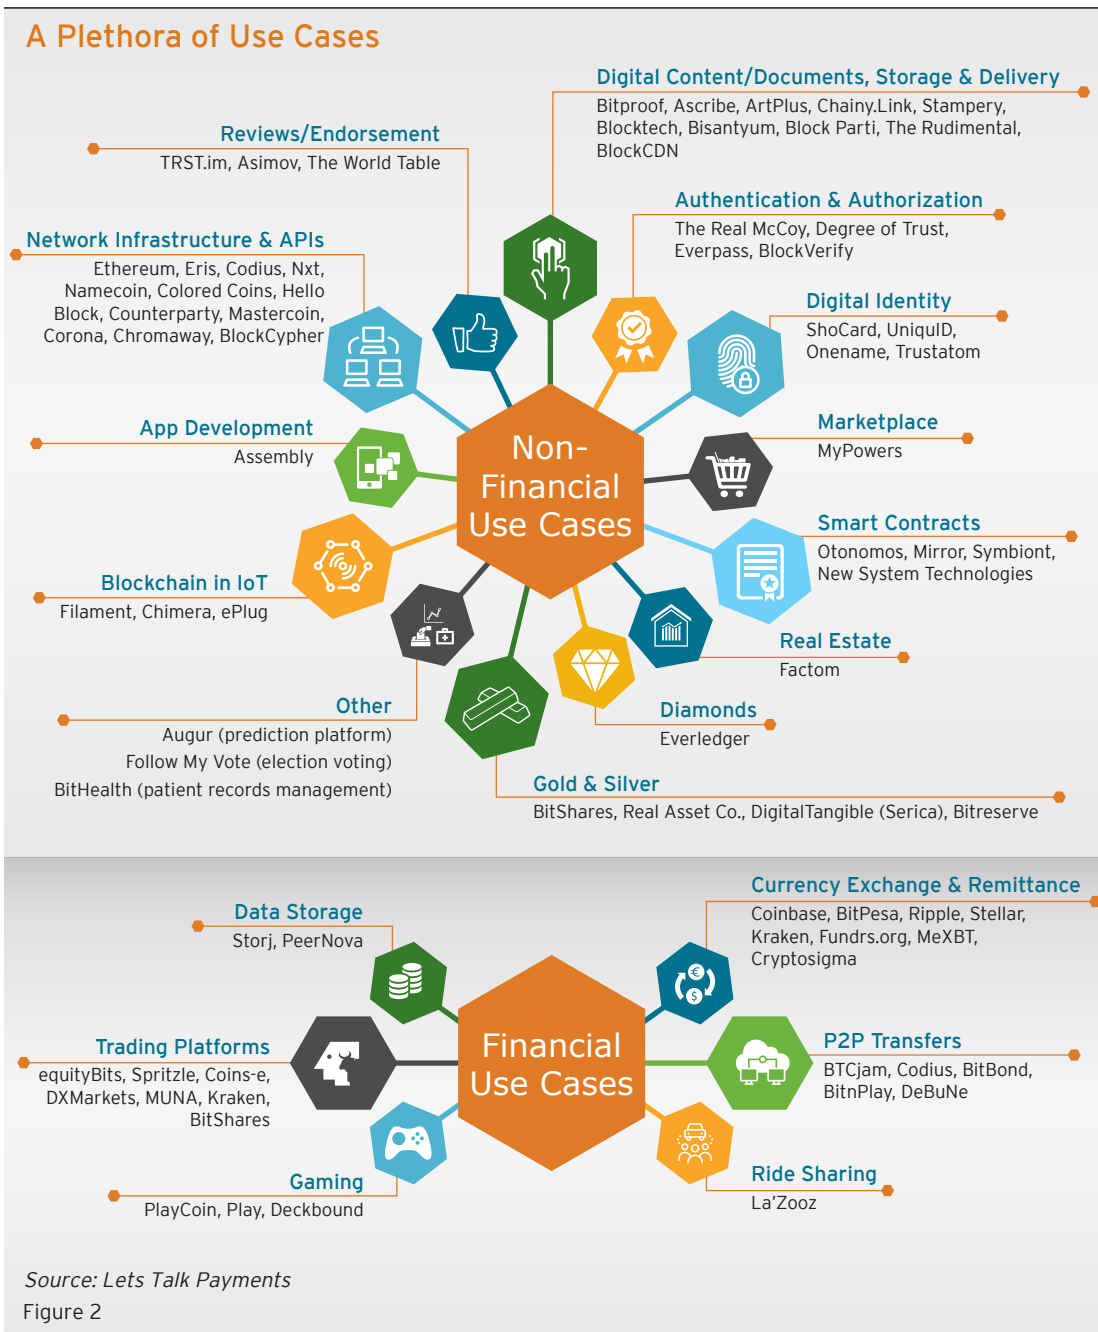 A Plethora of Use Cases
Digital Content/Documents, Storage & Delivery
Bitproof, Ascribe, ArtPlus, Chainy.Link, Stampery,
Blocktech, Bisantyum, Block Parti, The Rudimental,
BlockCDN
Reviews/Endorsement
TRST.im, Asimov, The World Table
Authentication & Authorization
The Real McCoy, Degree of Trust,
Everpass, BlockVerify
Network Infrastructure & APIs
Ethereum, Eris, Codius, Nxt,
Namecoin, Colored Coins, Hello
Block, Counterparty, Mastercoin,
Corona, Chromaway, BlockCypher
Digital Identity
ShoCard, UniquID,
Onename, Trustatom
App Development
Assembly
Marketplace
MyPowers
Non-
Financial
Use Cases
Smart Contracts
Otonomos, Mirror, Symbiont,
New System Technologies
Blockchain in IoT
Filament, Chimera, ePlug
Real Estate
Factom
Other
Augur (prediction platform)
Follow My Vote (election voting)
BitHealth (patient records management)
Diamonds
Everledger
Gold & Silver
BitShares, Real Asset Co., DigitalTangible (Serica), Bitreserve
Currency Exchange & Remittance
Coinbase, BitPesa, Ripple, Stellar,
Kraken, Fundrs.org, MeXBT,
Cryptosigma
Data Storage
Storj, PeerNova
€
$
Financial
Use Cases
Trading Platforms
equityBits, Spritzle, Coins-e,
DXMarkets, MUNA, Kraken,
BitShares
P2P Transfers
BTCjam, Codius, BitBond,
BitnPlay, DeBuNe
Gaming
PlayCoin, Play, Deckbound
Ride Sharing
La’Zooz
Source: Lets Talk Payments
Figure 2